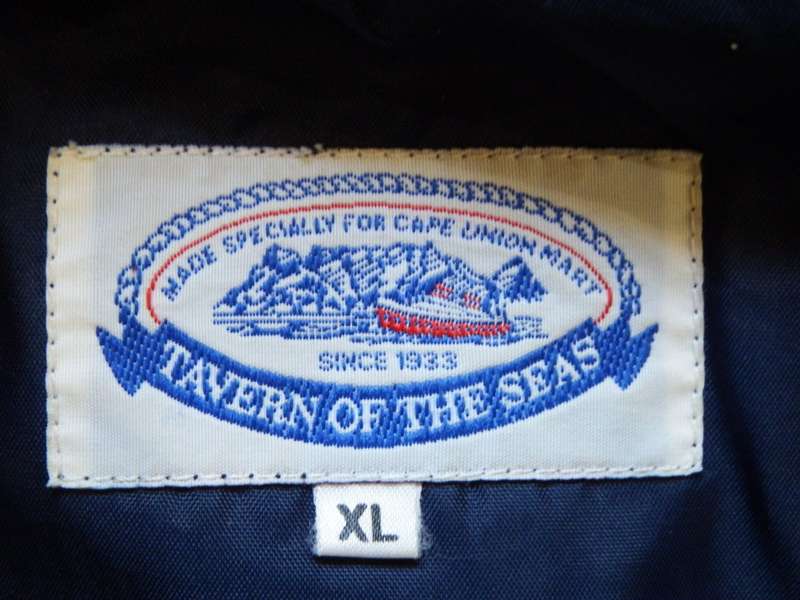 MADE SPECIALLY FOR CAPE UNION MART
SINCE 1933
TAVERN OF THE SEAS
XL